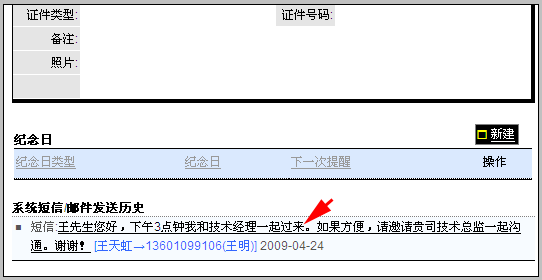 证件类型: 证件号码:
备注:
照片:
纪念日 新建
纪念日类型 纪念日 下一次提醒 操作
系统短信/邮件发送历史
短信:王先生您好，下午3点钟我和技术经理一起过来。如果方便，请邀请贵司技术总监一起沟
通。谢谢！ [王天虹→13601099106(王明)] 2009-04-24